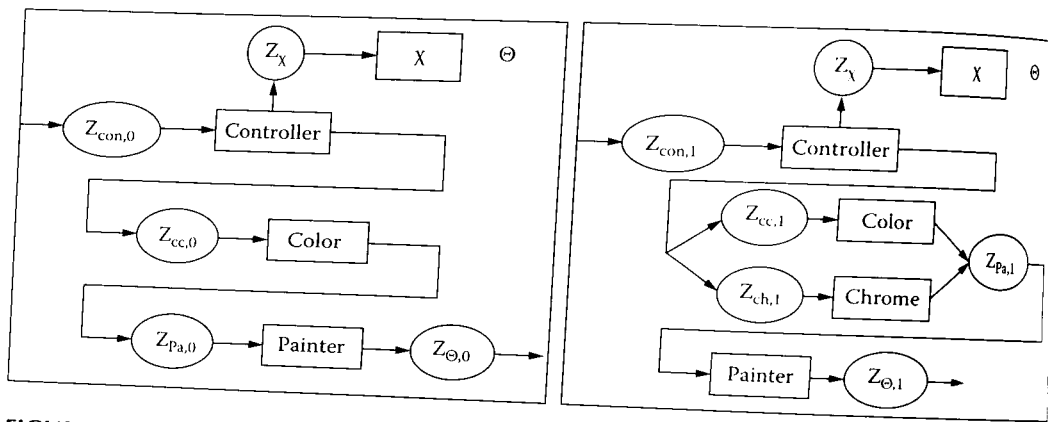 Z_χ χ Θ
Z_con,0 Controller
Z_cc,0 Color
Z_Pa,0 Painter Z_Θ,0
Z_χ χ Θ
Z_con,1 Controller
Z_cc,1 Color
Z_Pa,1
Z_ch,1 Chrome
Painter Z_Θ,1